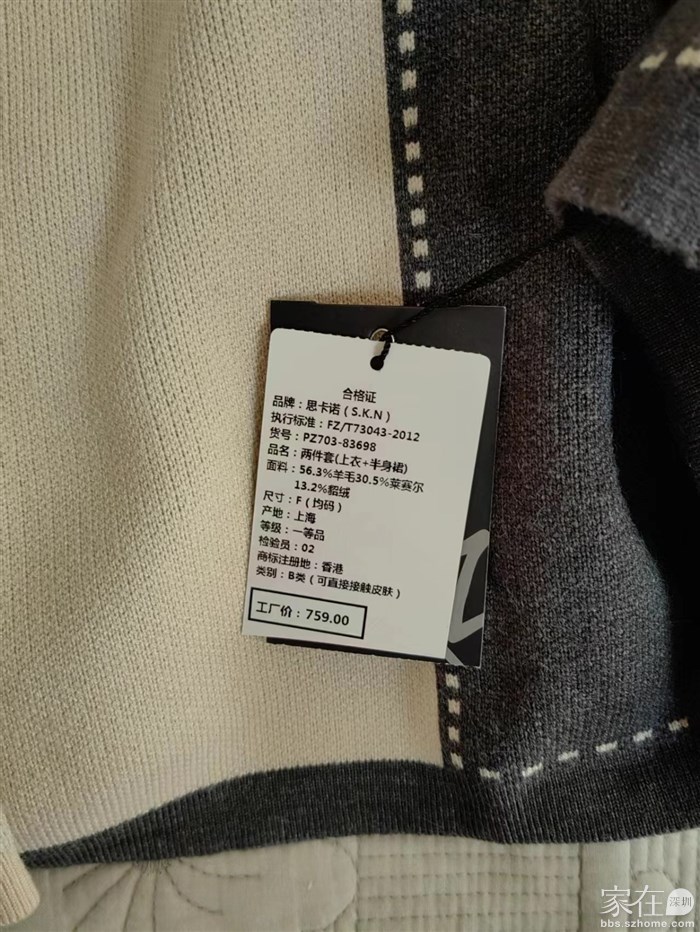 合格证
品牌：思卡诺（S.K.N）
执行标准：FZ/T73043-2012
货号：PZ703-83698
品名：两件套(上衣+半身裙)
面料：56.3%羊毛30.5%莱赛尔
13.2%貂绒
尺寸：F（均码）
产地：上海
等级：一等品
检验员：02
商标注册地：香港
类别：B类（可直接接触皮肤）
工厂价：759.00
家在深圳
bbs.szhome.com